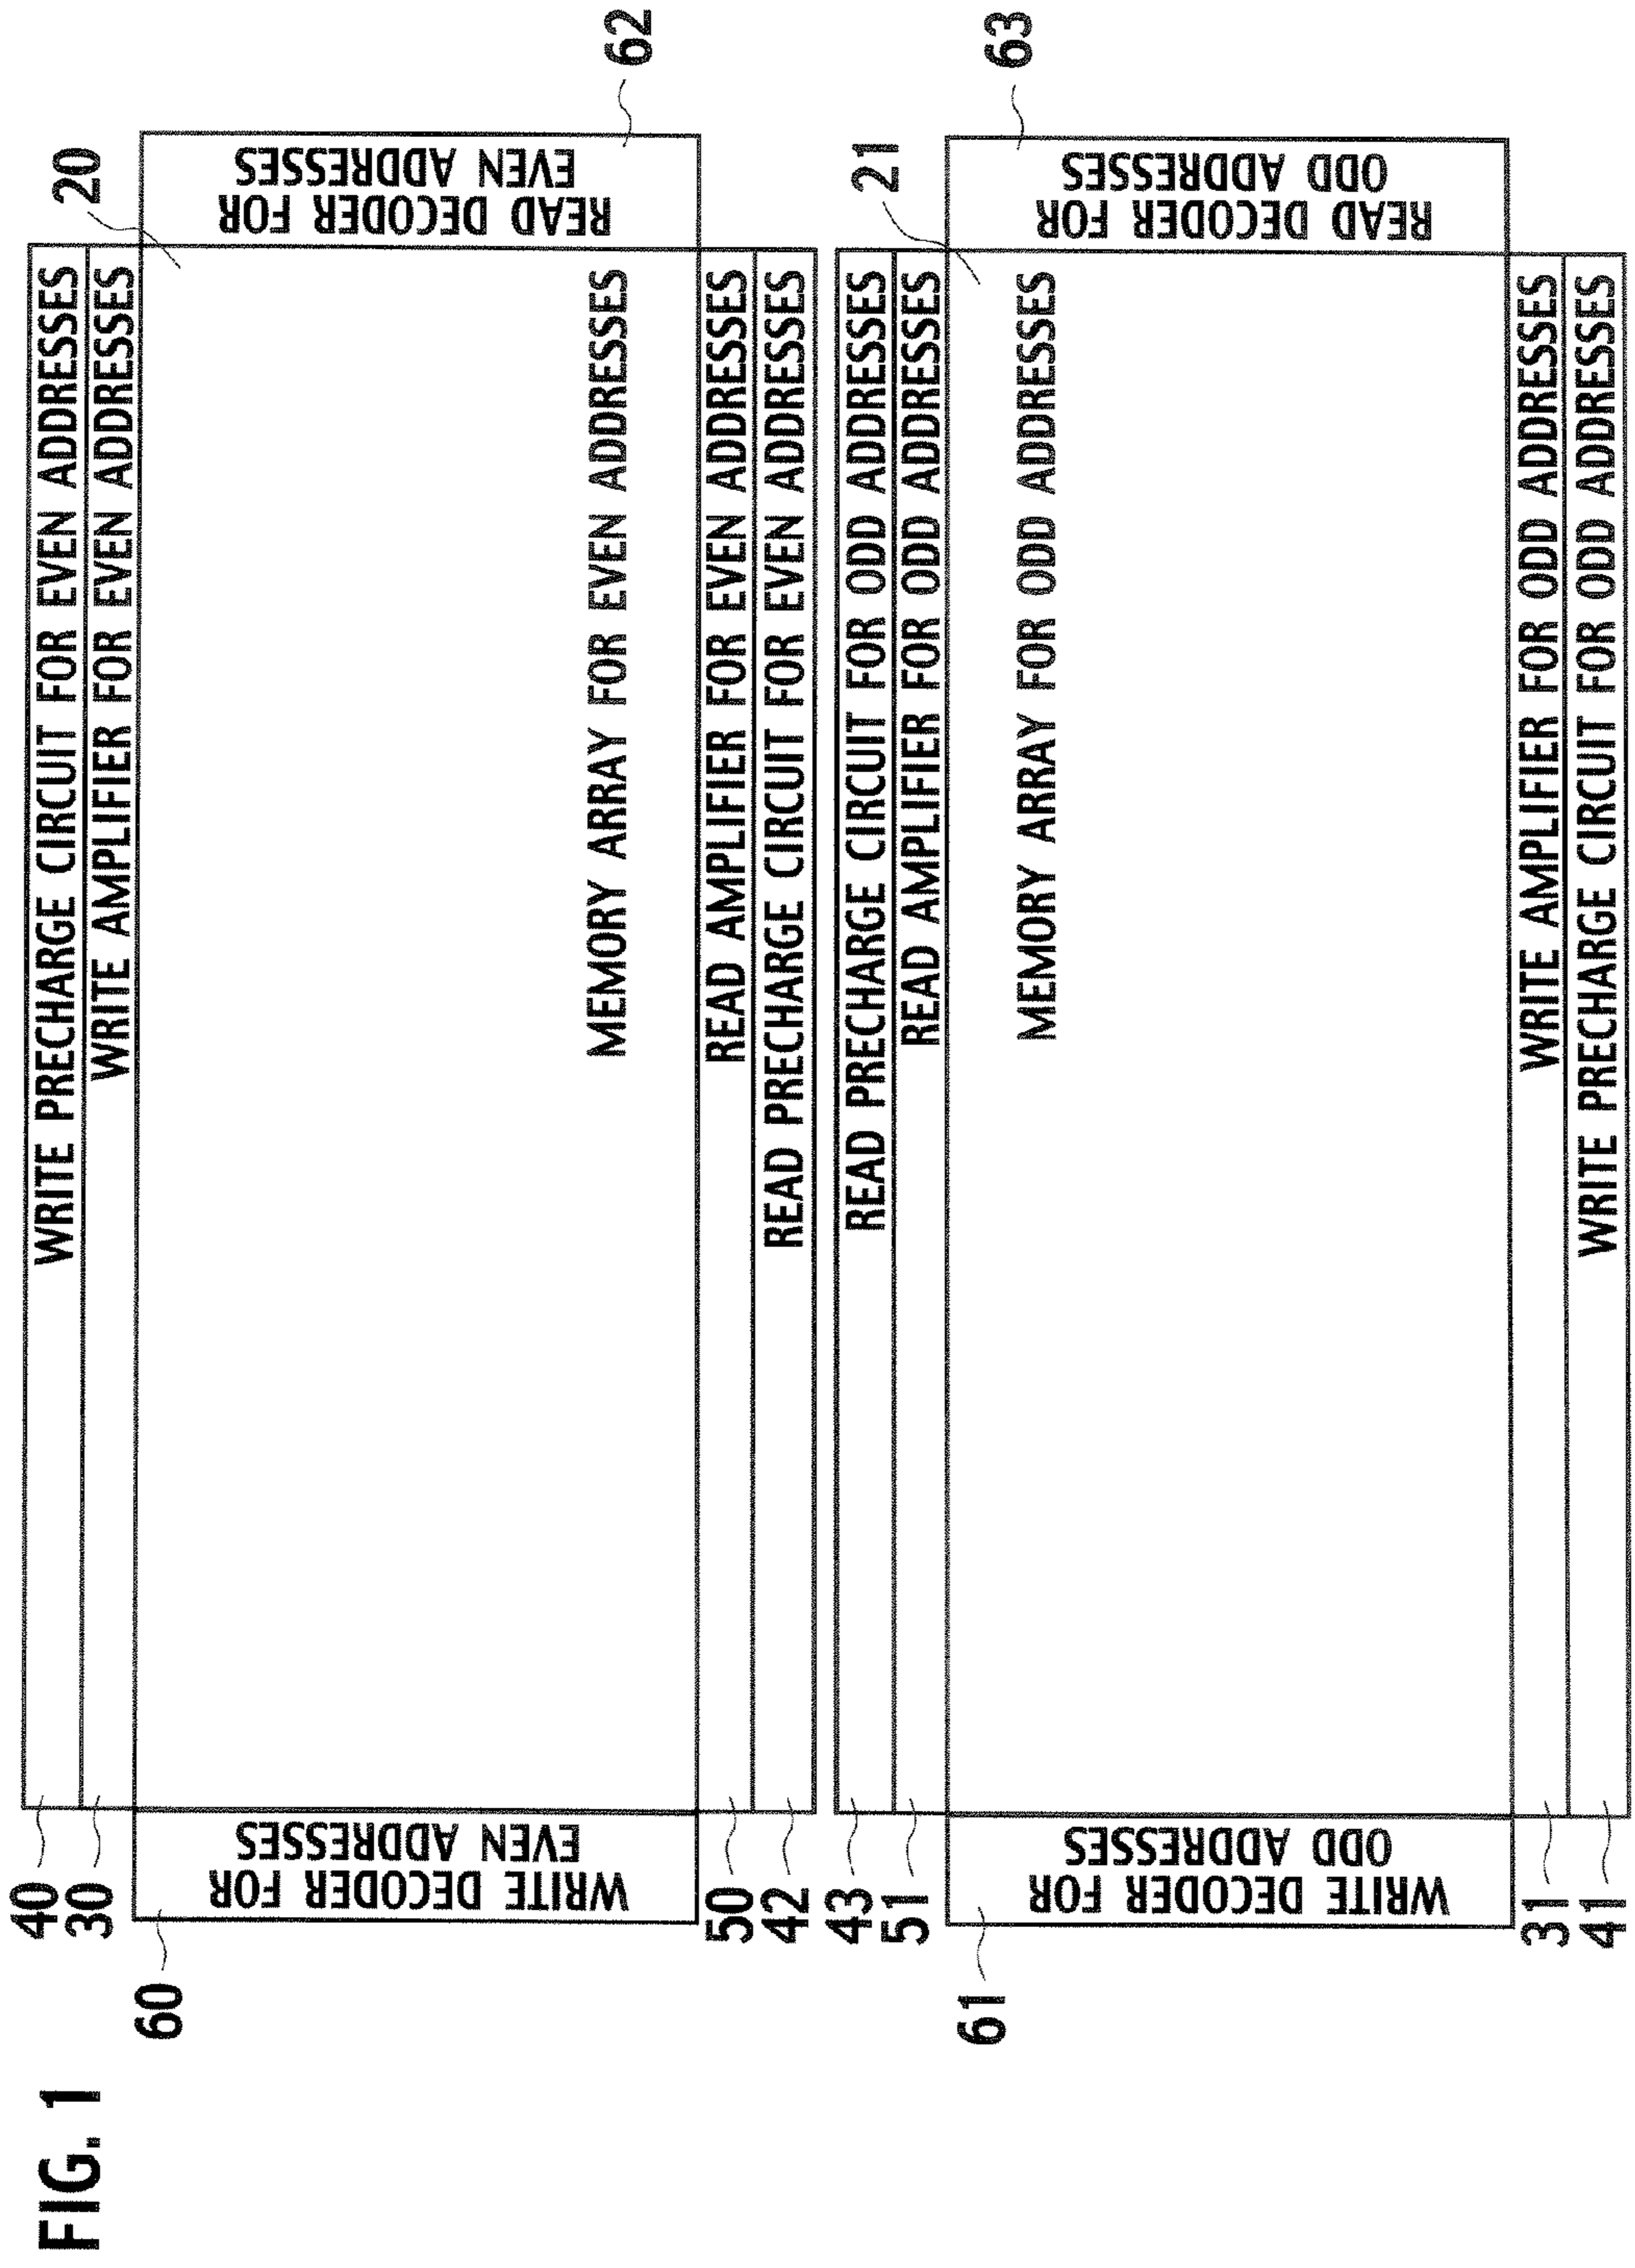 FIG. 1
40
WRITE PRECHARGE CIRCUIT FOR EVEN ADDRESSES
30
WRITE AMPLIFIER FOR EVEN ADDRESSES
20
60
WRITE DECODER FOR
EVEN ADDRESSES
MEMORY ARRAY FOR EVEN ADDRESSES
READ DECODER FOR
EVEN ADDRESSES
62
50
READ AMPLIFIER FOR EVEN ADDRESSES
42
READ PRECHARGE CIRCUIT FOR EVEN ADDRESSES
43
READ PRECHARGE CIRCUIT FOR ODD ADDRESSES
51
READ AMPLIFIER FOR ODD ADDRESSES
21
61
WRITE DECODER FOR
ODD ADDRESSES
MEMORY ARRAY FOR ODD ADDRESSES
READ DECODER FOR
ODD ADDRESSES
63
31
WRITE AMPLIFIER FOR ODD ADDRESSES
41
WRITE PRECHARGE CIRCUIT FOR ODD ADDRESSES